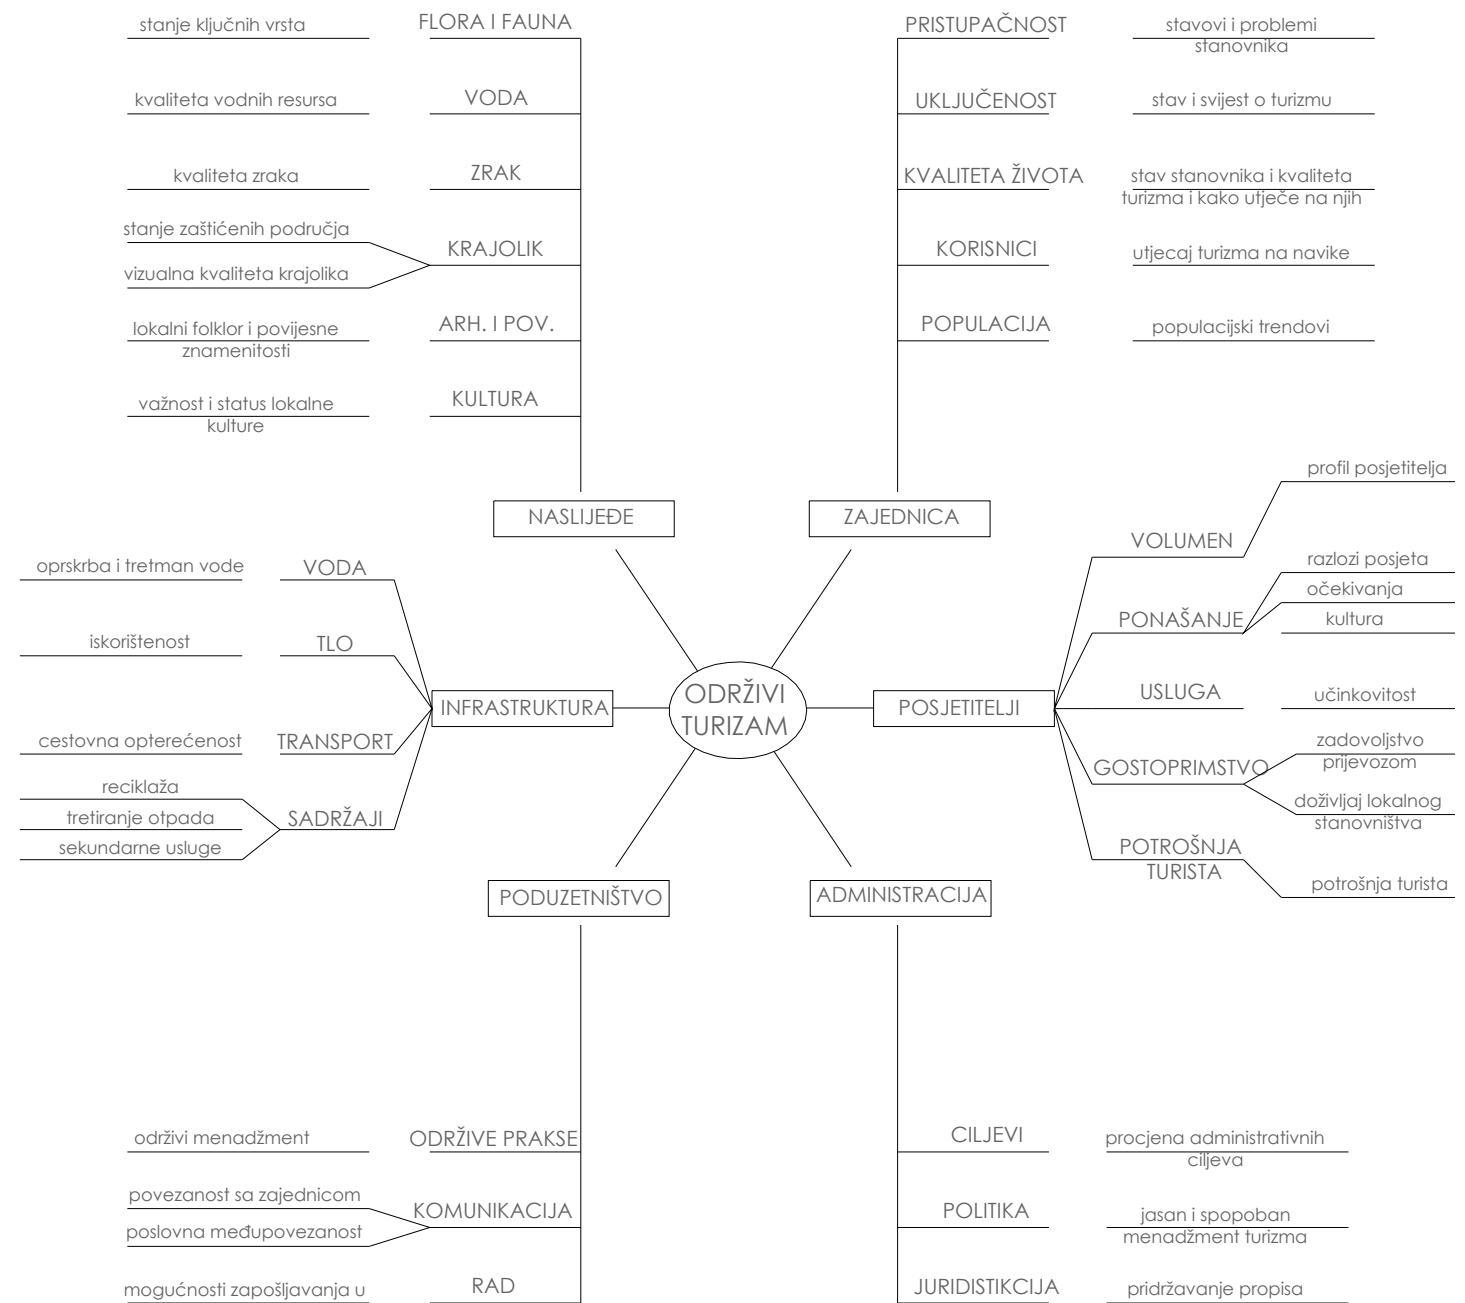 stanje ključnih vrsta
FLORA I FAUNA
kvaliteta vodnih resursa
VODA
kvaliteta zraka
ZRAK
stanje zaštićenih područja
vizualna kvaliteta krajolika
KRAJOLIK
lokalni folklor i povijesne
znamenitosti
ARH. I POV.
važnost i status lokalne
kulture
KULTURA
NASLIJEĐE
PRISTUPAČNOST
stavovi i problemi
stanovnika
UKLJUČENOST
stav i svijest o turizmu
KVALITETA ŽIVOTA
stav stanovnika i kvaliteta
turizma i kako utječe na njih
KORISNICI
utjecaj turizma na navike
POPULACIJA
populacijski trendovi
ZAJEDNICA
oprskrba i tretman vode
VODA
iskorištenost
TLO
cestovna opterećenost
TRANSPORT
reciklaža
tretiranje otpada
sekundarne usluge
SADRŽAJI
INFRASTRUKTURA
ODRŽIVI
TURIZAM
POSJETITELJI
VOLUMEN
profil posjetitelja
PONAŠANJE
razlozi posjeta
očekivanja
kultura
USLUGA
učinkovitost
GOSTOPRIMSTVO
zadovoljstvo
prijevozom
doživljaj lokalnog
stanovništva
POTROŠNJA
TURISTA
potrošnja turista
PODUZETNIŠTVO
održivi menadžment
ODRŽIVE PRAKSE
povezanost sa zajednicom
poslovna međupovezanost
KOMUNIKACIJA
mogućnosti zapošljavanja u
RAD
ADMINISTRACIJA
CILJEVI
procjena administrativnih
ciljeva
POLITIKA
jasan i spopoban
menadžment turizma
JURIDISTIKCIJA
pridržavanje propisa